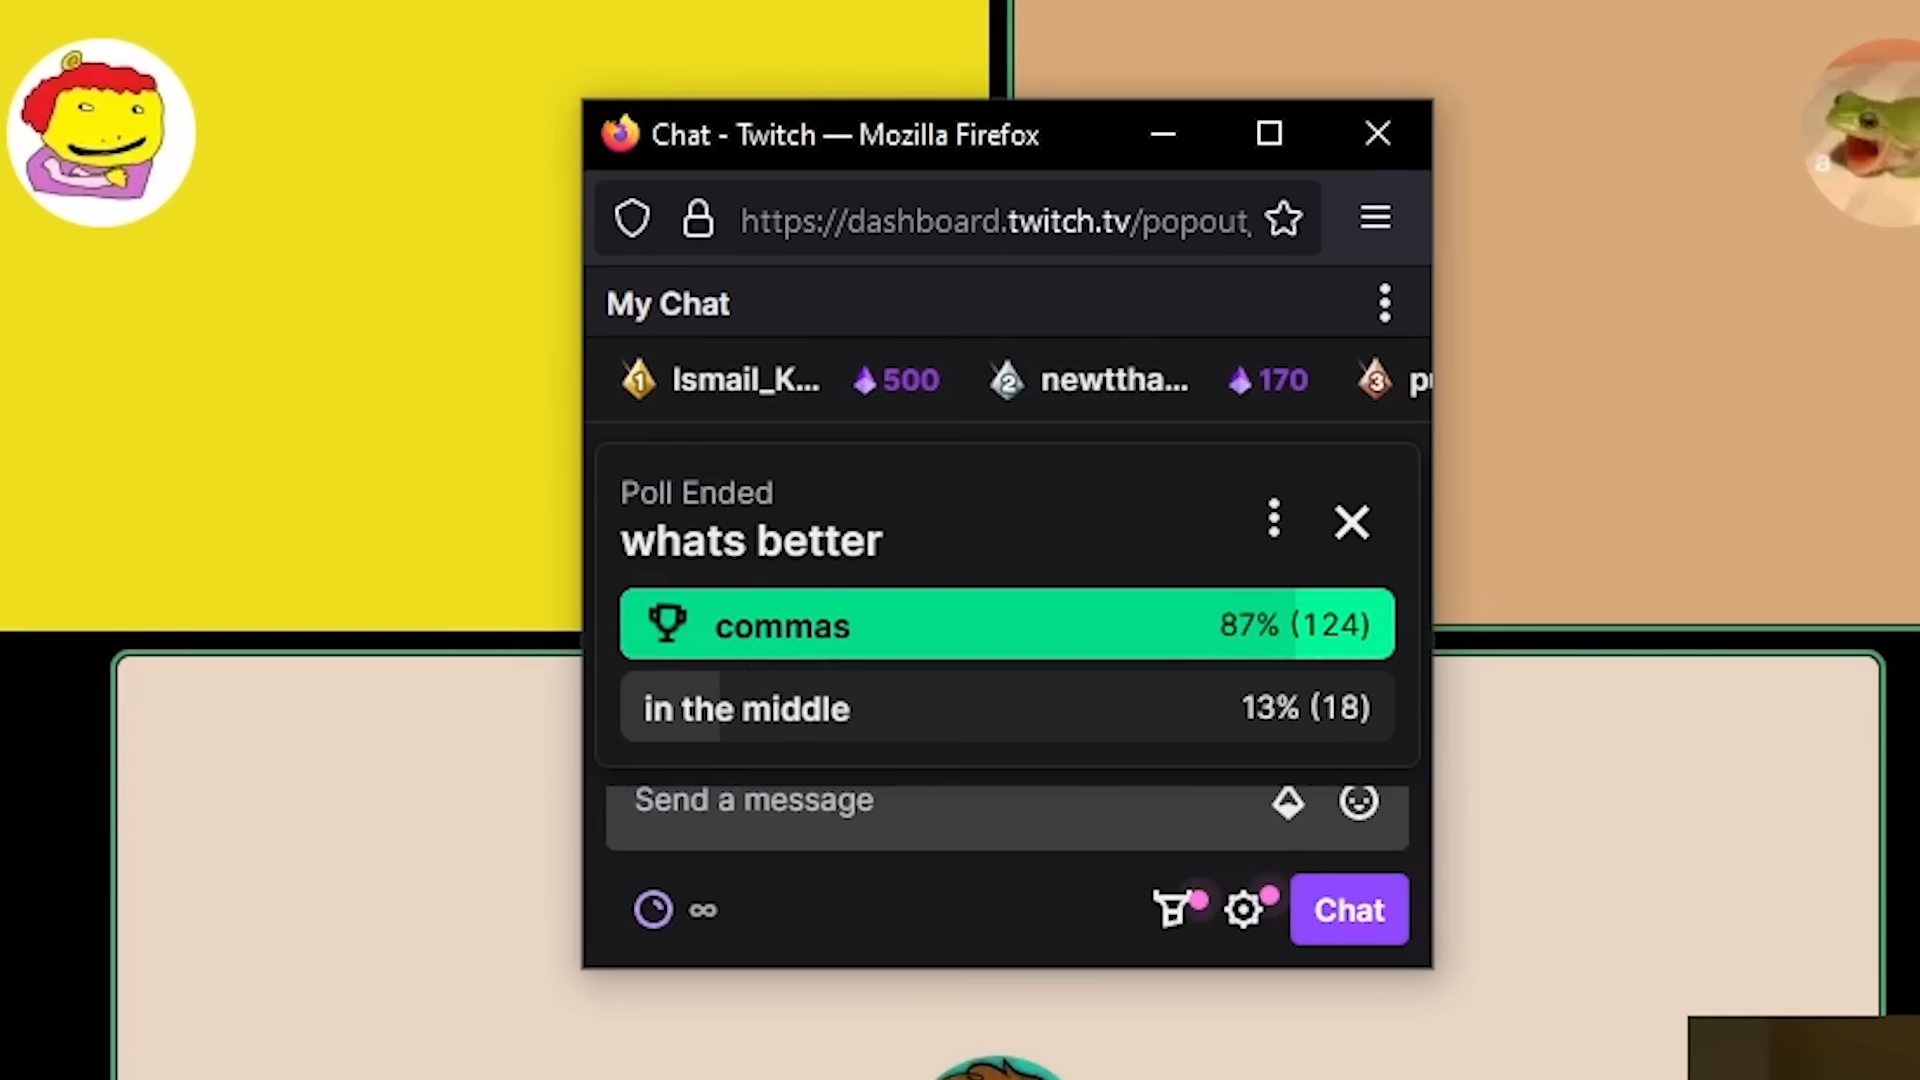 Chat - Twitch — Mozilla Firefox
https://dashboard.twitch.tv/popout
My Chat
1 Ismail_K... 500 2 newttha... 170 3
Poll Ended
whats better
commas 87% (124)
in the middle 13% (18)
Send a message
∞ Chat
a